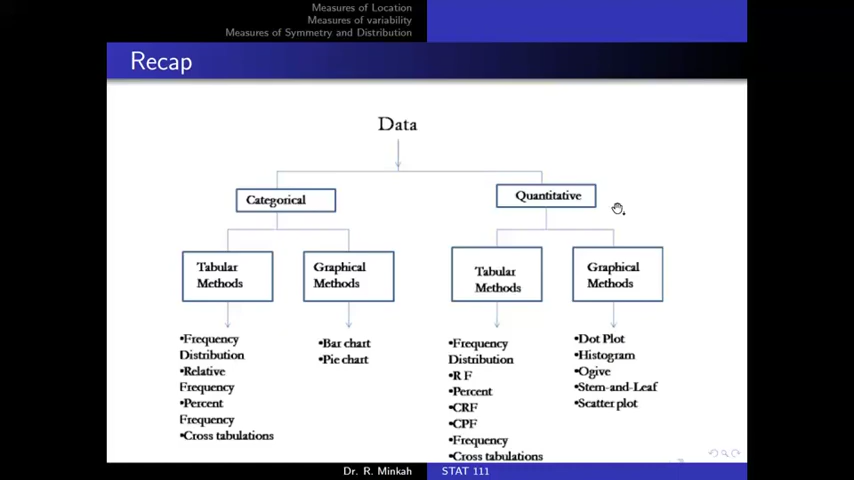 Measures of Location
Measures of variability
Measures of Symmetry and Distribution
Recap
Data
Categorical
Quantitative
Tabular
Methods
Graphical
Methods
Tabular
Methods
Graphical
Methods
•Frequency
Distribution
•Relative
Frequency
•Percent
Frequency
•Cross tabulations
•Bar chart
•Pie chart
•Frequency
Distribution
•R F
•Percent
•CRF
•CPF
•Frequency
•Cross tabulations
•Dot Plot
•Histogram
•Ogive
•Stem-and-Leaf
•Scatter plot
Dr. R. Minkah
STAT 111